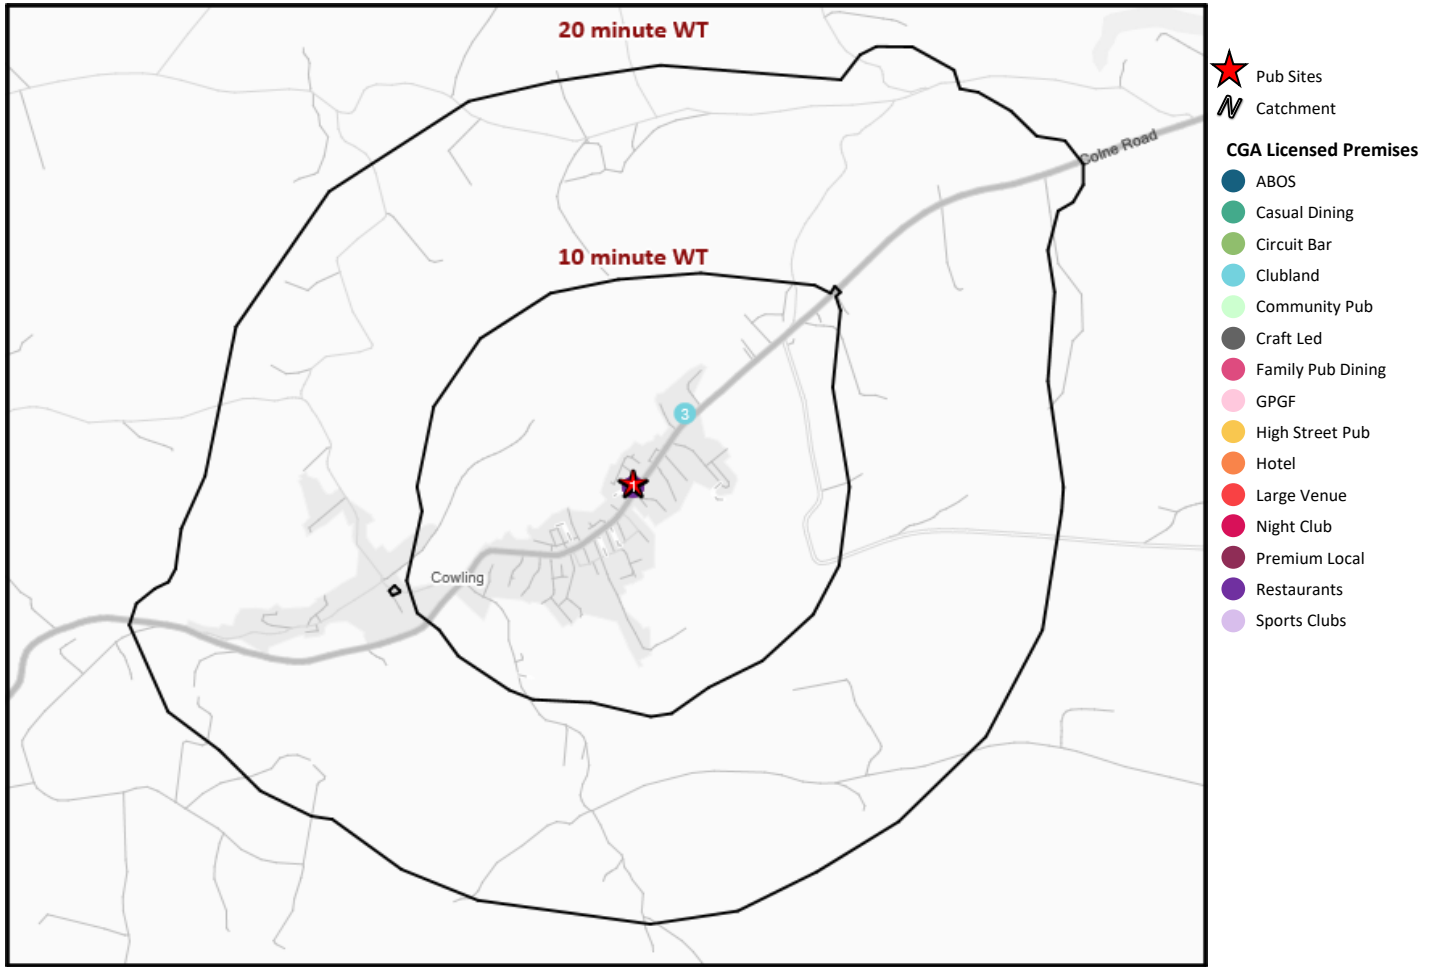 20 minute WT
Colne Road
10 minute WT
3
1
Cowling
Pub Sites
Catchment
CGA Licensed Premises
ABOS
Casual Dining
Circuit Bar
Clubland
Community Pub
Craft Led
Family Pub Dining
GPGF
High Street Pub
Hotel
Large Venue
Night Club
Premium Local
Restaurants
Sports Clubs